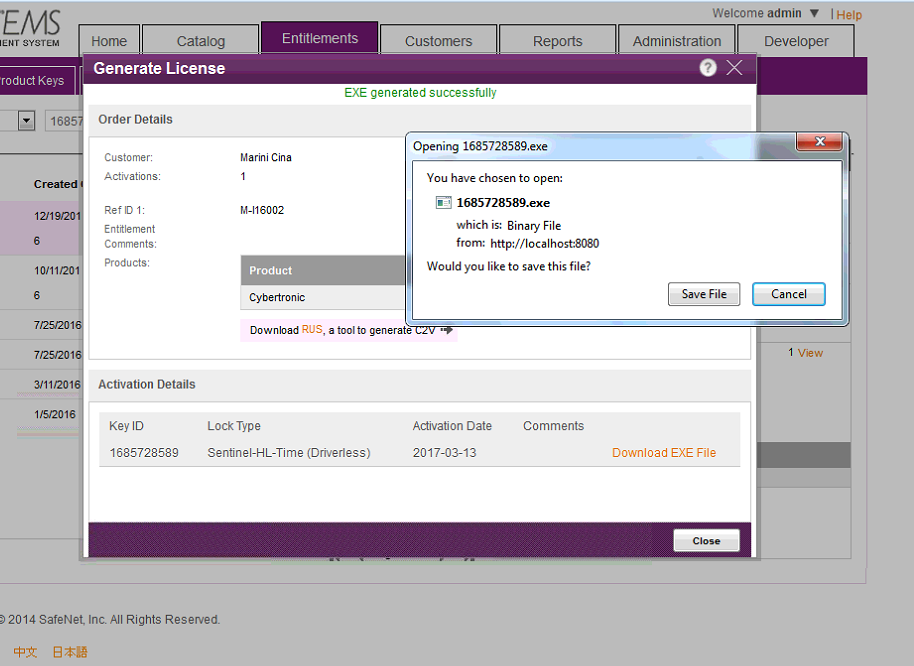 EMS
MENT SYSTEM
Welcome admin ▼ | Help
Home Catalog Entitlements Customers Reports Administration Developer
roduct Keys
Generate License
EXE generated successfully
16857
Order Details
Customer: Marini Cina
Activations: 1
Ref ID 1: M-I16002
Entitlement
Comments:
Products:
Product
Cybertronic
Download RUS, a tool to generate C2V
Opening 1685728589.exe
You have chosen to open:
1685728589.exe
which is: Binary File
from: http://localhost:8080
Would you like to save this file?
Save File Cancel
Created
12/19/201
6
10/11/201
6
7/25/2016
7/25/2016
3/11/2016
1/5/2016
1 View
Activation Details
Key ID Lock Type Activation Date Comments
1685728589 Sentinel-HL-Time (Driverless) 2017-03-13 Download EXE File
Close
© 2014 SafeNet, Inc. All Rights Reserved.
中文 日本語